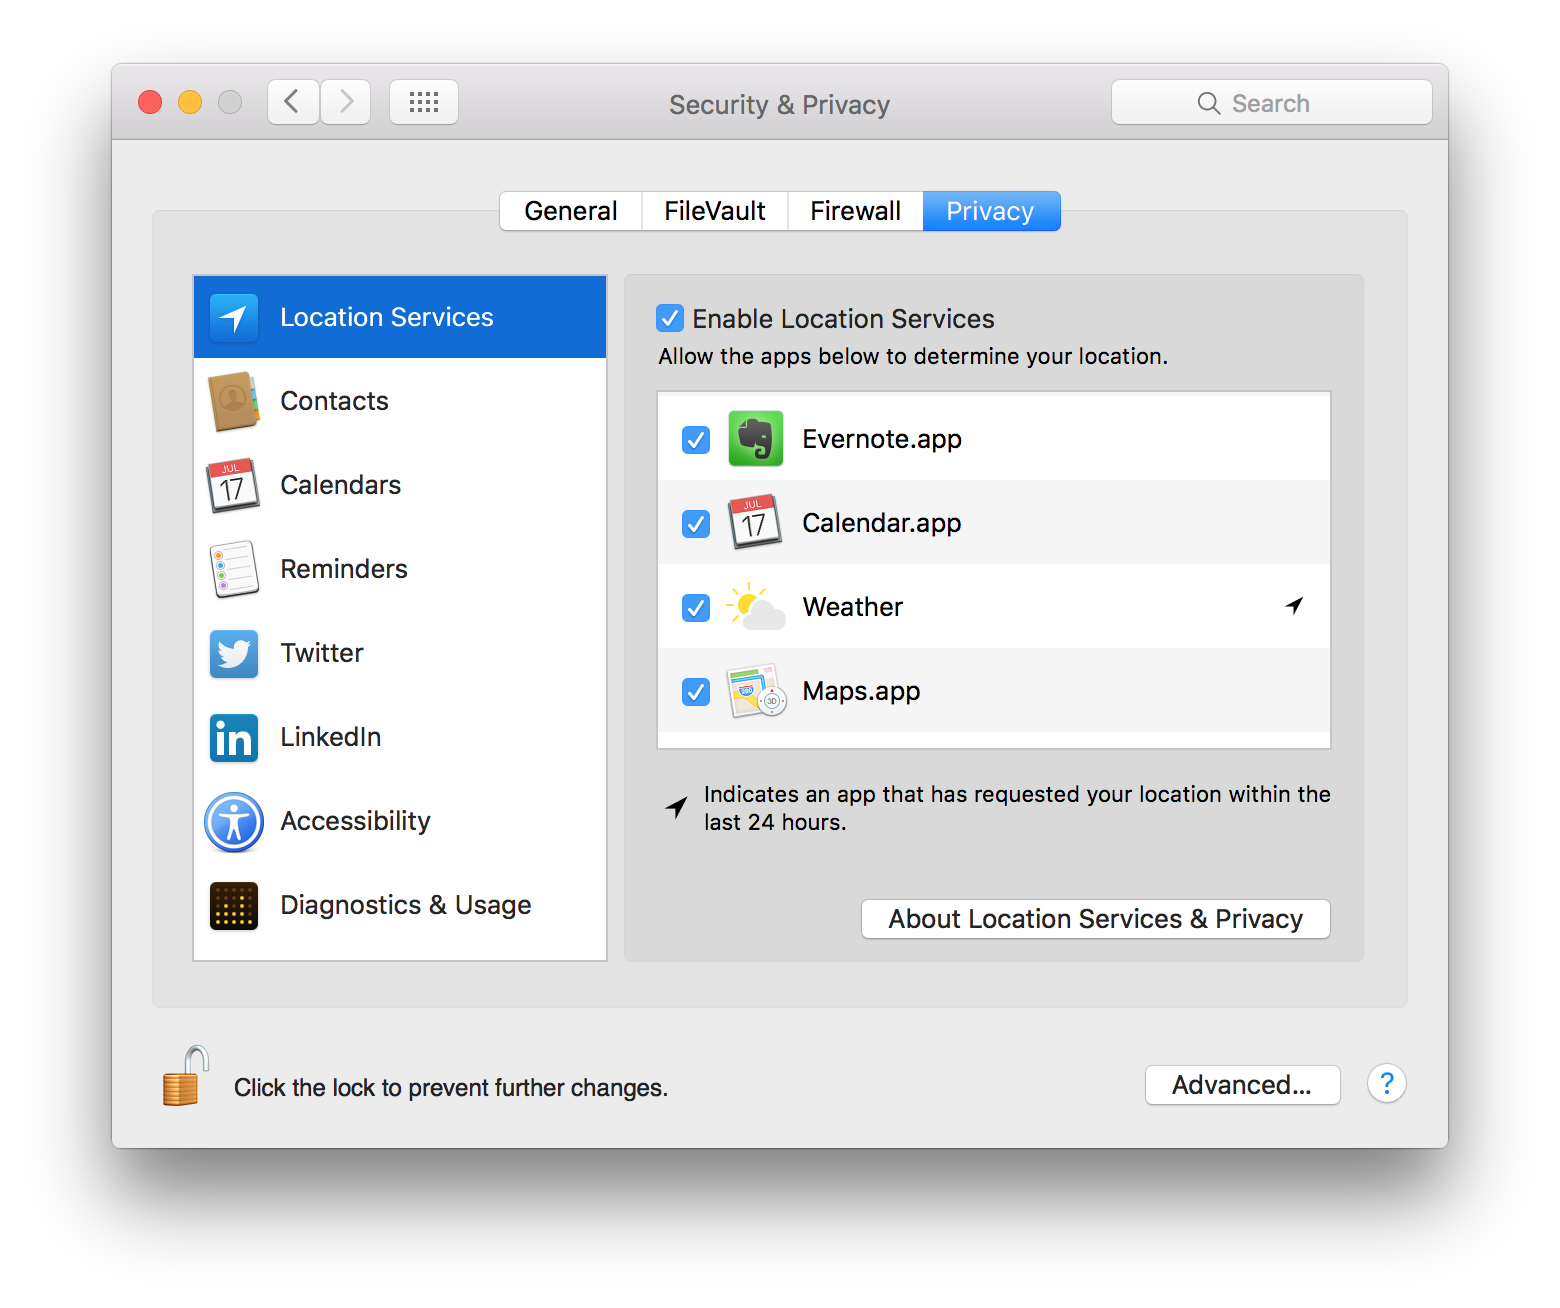 Security & Privacy
Search
General
FileVault
Firewall
Privacy
Location Services
Contacts
JUL
17
Calendars
Reminders
Twitter
in
LinkedIn
Accessibility
Diagnostics & Usage
Enable Location Services
Allow the apps below to determine your location.
Evernote.app
JUL
17
Calendar.app
Weather
280
3D
Maps.app
Indicates an app that has requested your location within the
last 24 hours.
About Location Services & Privacy
Click the lock to prevent further changes.
Advanced...
?